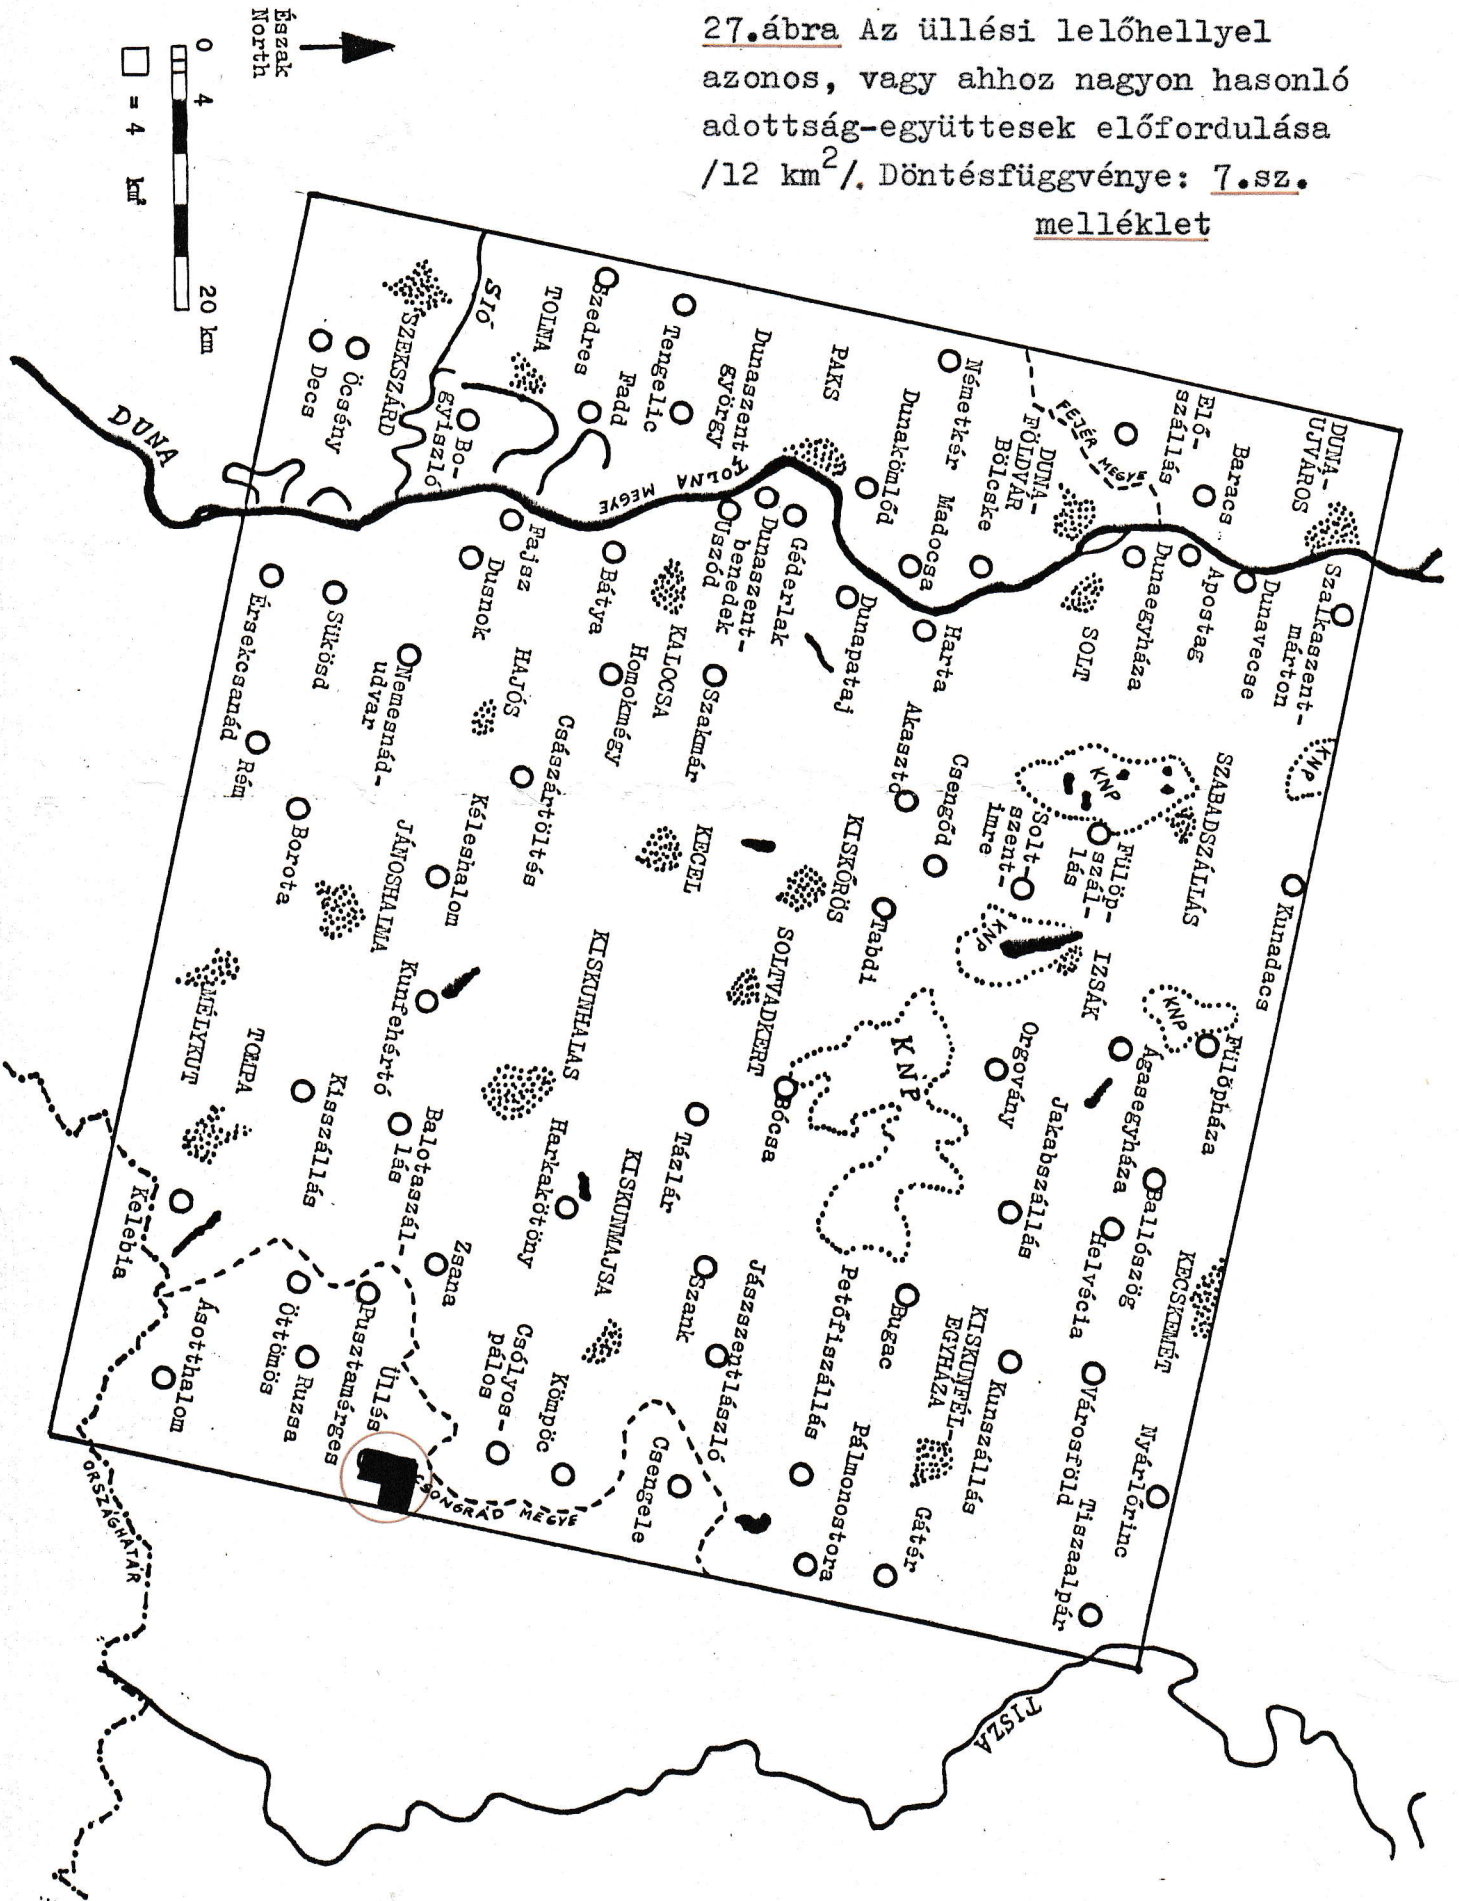 27.ábra Az üllési lelőhellyel
azonos, vagy ahhoz nagyon hasonló
adottság-együttesek előfordulása
/12 km²/. Döntésfüggvénye: 7.sz.
melléklet
Észak
North
0 4 20 km
= 4 km²
DUNA
SIÓ
TISZA
ORSZÁGHATÁR
TOLNA MEGYE
FEJÉR MEGYE
CSONGRÁD MEGYE
DUNA-
UJVÁROS
Baracs
Elő-
szállás
DUNA-
FÖLDVÁR
Bölcske
Németkér
Madocsa
Dunakömlőd
PAKS
Dunaszent-
györgy
Tengelic
Fadd
Szedres
TOLNA
Bo-
gyiszló
SZEKSZÁRD
Őcsény
Decs
Szalkaszent-
márton
Dunavecse
Apostag
Dunaegyháza
SOLT
Harta
Dunapataj
Géderlak
Dunaszent-
benedek
Uszód
KALOCSA
Szakmár
Homokmégy
Bátya
Fajsz
Dusnok
HAJÓS
Nemesnád-
udvar
Sükösd
Érsekcsanád
Rém
Borota
JÁNOSHALMA
Kéleshalom
Császártöltés
KECEL
KISKŐRÖS
Akasztó
Csengőd
Tabdi
Solt-
szent-
imre
Fülöp-
szál-
lás
SZABADSZÁLLÁS
KNP
KNP
KNP
KNP
KNP
Kunadacs
IZSÁK
Fülöpháza
Ágasegyháza
Orgovány
Jakabszállás
Ballószög
Helvécia
KECSKEMÉT
SOLTVADKERT
Bócsa
Tázlár
KISKUNHALAS
Kunfehértó
MÉLYKUT
TOMPA
Kisszállás
Balotaszál-
lás
Harkakötöny
KISKUNMAJSA
Zsana
Kelebia
Ásotthalom
Öttömös
Ruzsa
Pusztamérges
Üllés
Csólyos-
pálos
Kömpöc
Csengele
Szank
Jászszentlászló
Petőfiszállás
Bugac
KISKUNFÉL-
EGYHÁZA
Kunszállás
Városföld
Nyárlőrinc
Tiszaalpár
Gátér
Pálmonostora